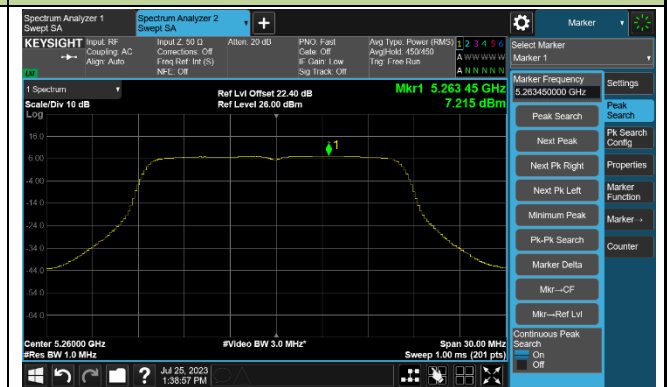 Spectrum Analyzer 1
Swept SA
Spectrum Analyzer 2
Swept SA
Marker
KEYSIGHT
Input: RF
Coupling: AC
Align: Auto
Input Z: 50 Ω
Corrections: Off
Freq Ref: Int (S)
NFE: Off
Atten: 20 dB
PNO: Fast
Gate: Off
IF Gain: Low
Sig Track: Off
Avg Type: Power (RMS)
Avg|Hold: 450/450
Trig: Free Run
1 2 3 4 5 6
A W W W W W
A N N N N N
LXI
Select Marker
Marker 1
1 Spectrum
Scale/Div 10 dB
Log
Ref Lvl Offset 22.40 dB
Ref Level 26.00 dBm
Mkr1 5.263 45 GHz
7.215 dBm
16.0
6.00
-4.00
-14.0
-24.0
-34.0
-44.0
-54.0
-64.0
1
Center 5.26000 GHz
#Res BW 1.0 MHz
#Video BW 3.0 MHz*
Span 30.00 MHz
Sweep 1.00 ms (201 pts)
Marker Frequency
5.263450000 GHz
Peak Search
Next Peak
Next Pk Right
Next Pk Left
Minimum Peak
Pk-Pk Search
Marker Delta
Mkr→CF
Mkr→Ref Lvl
Continuous Peak
Search
On
Off
Settings
Peak
Search
Pk Search
Config
Properties
Marker
Function
Marker→
Counter
?
Jul 25, 2023
1:38:57 PM